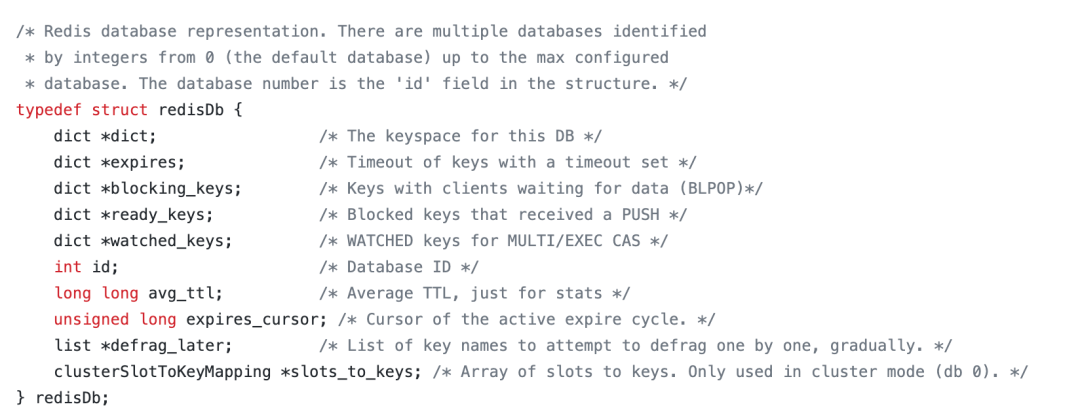 /* Redis database representation. There are multiple databases identified
 * by integers from 0 (the default database) up to the max configured
 * database. The database number is the 'id' field in the structure. */
typedef struct redisDb {
    dict *dict;                 /* The keyspace for this DB */
    dict *expires;              /* Timeout of keys with a timeout set */
    dict *blocking_keys;        /* Keys with clients waiting for data (BLPOP)*/
    dict *ready_keys;           /* Blocked keys that received a PUSH */
    dict *watched_keys;         /* WATCHED keys for MULTI/EXEC CAS */
    int id;                     /* Database ID */
    long long avg_ttl;          /* Average TTL, just for stats */
    unsigned long expires_cursor; /* Cursor of the active expire cycle. */
    list *defrag_later;         /* List of key names to attempt to defrag one by one, gradually. */
    clusterSlotToKeyMapping *slots_to_keys; /* Array of slots to keys. Only used in cluster mode (db 0). */
} redisDb;